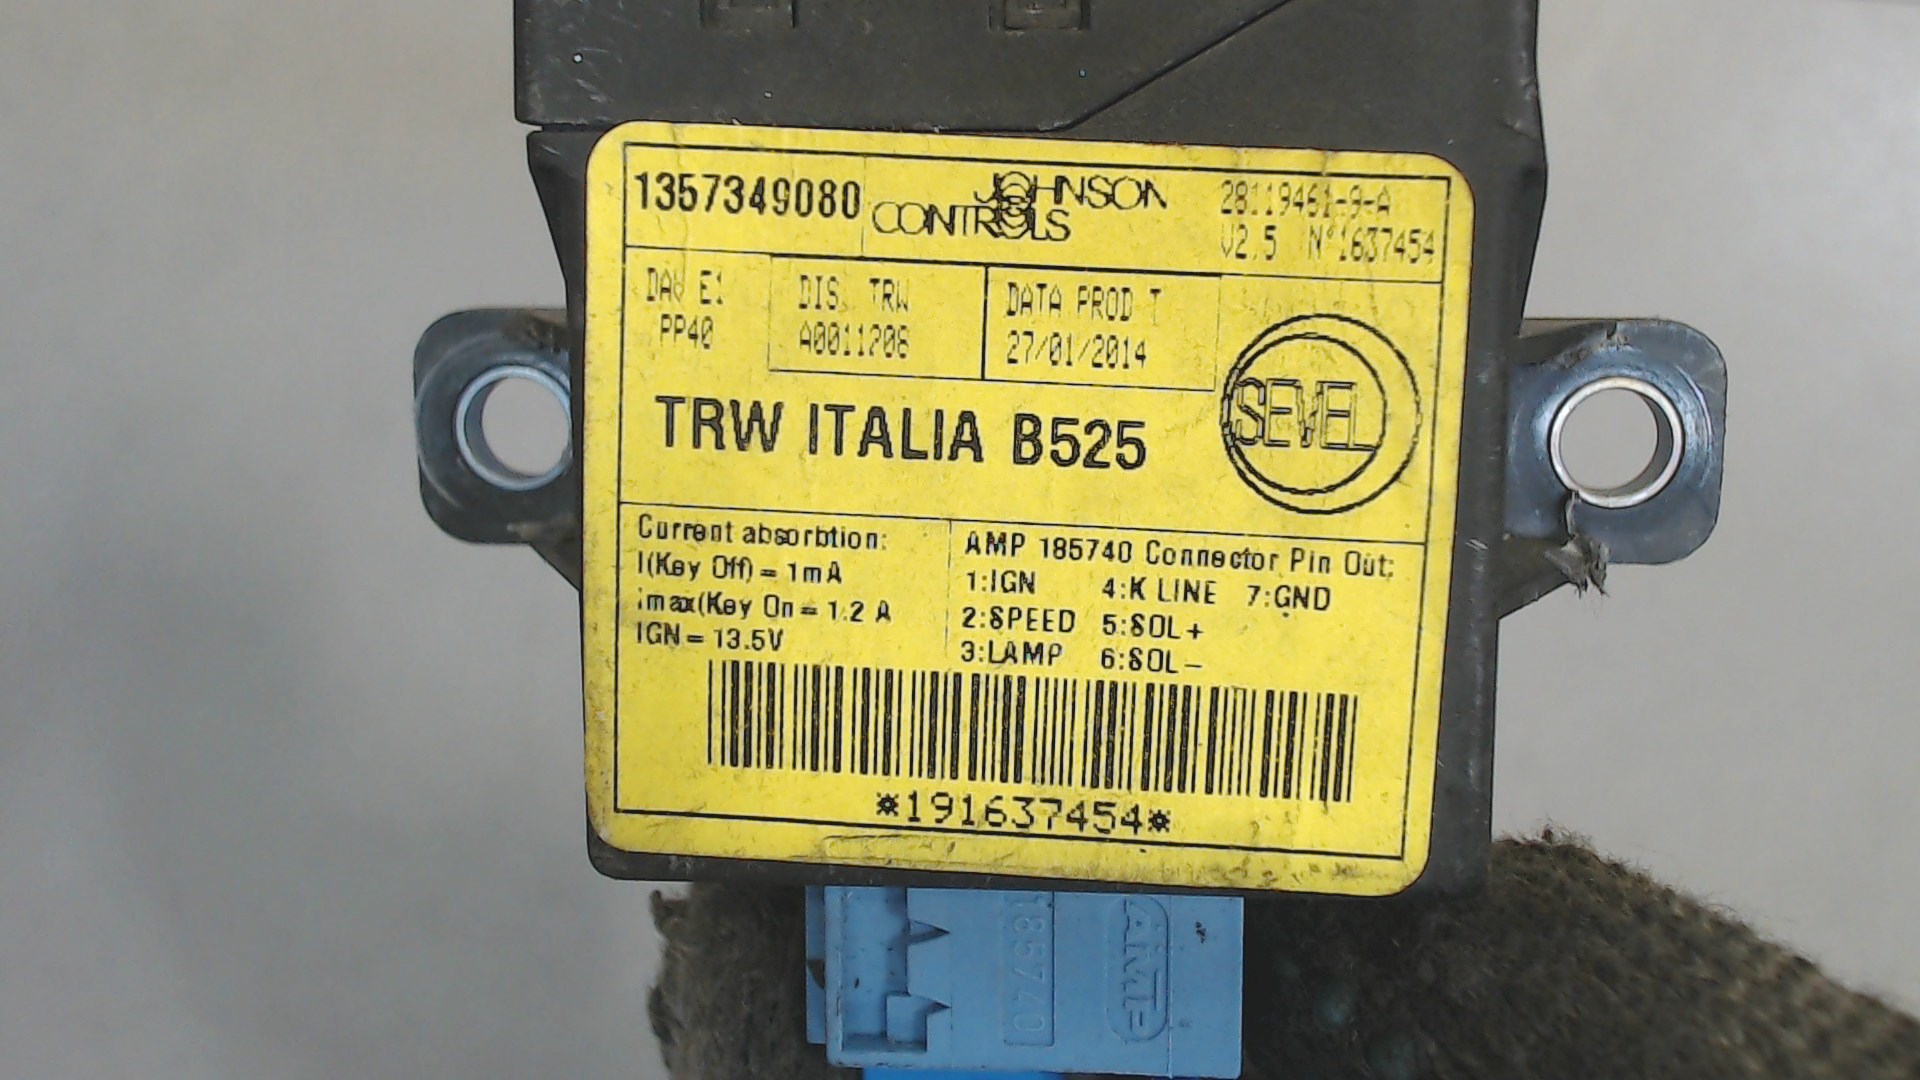 1357349080
JOHNSON
CONTROLS
28119461-9-A
V2.5 N°1637454
DAW E1
PP40
DIS. TRW
A0011208
DATA PROD T
27/01/2014
TRW ITALIA B525
SEVEL
Current absorbtion:
I(Key Off) = 1mA
imax(Key On = 1.2 A
IGN = 13.5V
AMP 185740 Connector Pin Out:
1:IGN 4:K LINE 7:GND
2:SPEED 5:SOL+
3:LAMP 6:SOL-
*191637454*
185740
AMP